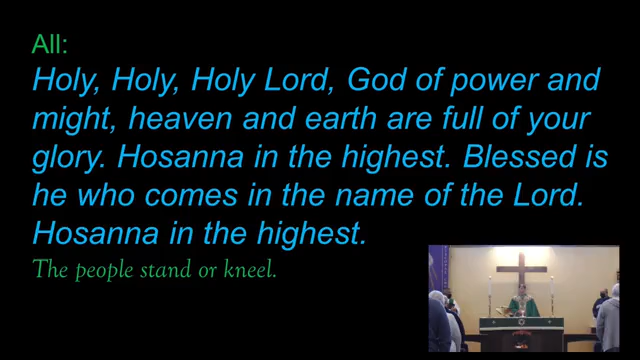 All:
Holy, Holy, Holy Lord, God of power and
might, heaven and earth are full of your
glory. Hosanna in the highest. Blessed is
he who comes in the name of the Lord.
Hosanna in the highest.
The people stand or kneel.